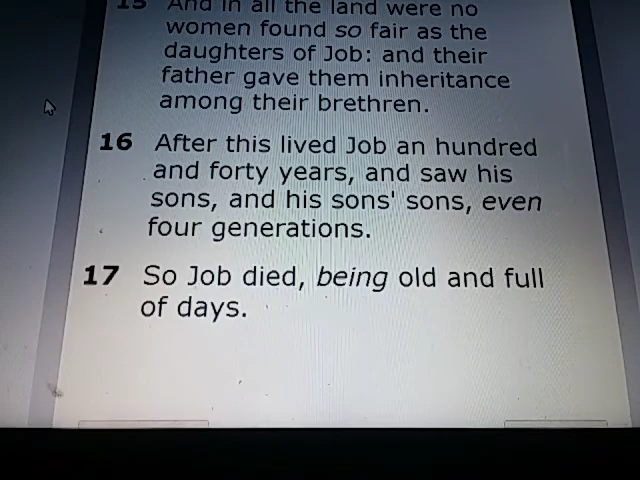 15 And in all the land were no
women found so fair as the
daughters of Job: and their
father gave them inheritance
among their brethren.
16 After this lived Job an hundred
and forty years, and saw his
sons, and his sons' sons, even
four generations.
17 So Job died, being old and full
of days.